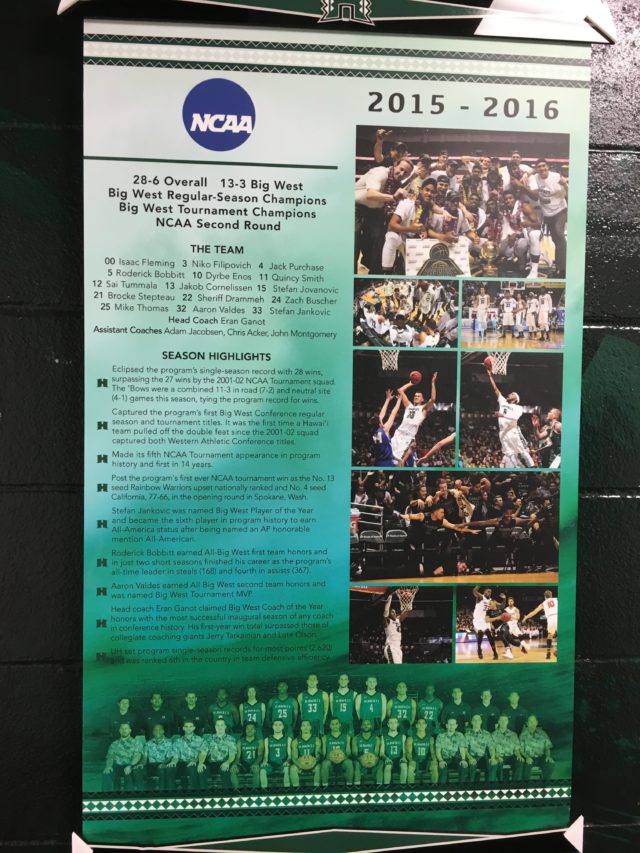 NCAA
2015 - 2016
28-6 Overall 13-3 Big West
Big West Regular-Season Champions
Big West Tournament Champions
NCAA Second Round
THE TEAM
00 Isaac Fleming 3 Niko Filipovich 4 Jack Purchase
5 Roderick Bobbitt 10 Dyrbe Enos 11 Quincy Smith
12 Sai Tummala 13 Jakob Cornelissen 15 Stefan Jovanovic
21 Brocke Stepteau 22 Sheriff Drammeh 24 Zach Buscher
25 Mike Thomas 32 Aaron Valdes 33 Stefan Jankovic
Head Coach Eran Ganot
Assistant Coaches Adam Jacobsen, Chris Acker, John Montgomery
SEASON HIGHLIGHTS
Eclipsed the program's single-season record with 28 wins,
surpassing the 27 wins by the 2001-02 NCAA Tournament squad.
The 'Bows were a combined 11-3 in road (7-2) and neutral site
(4-1) games this season, tying the program record for wins.
Captured the program's first Big West Conference regular
season and tournament titles. It was the first time a Hawai'i
team pulled off the double feat since the 2001-02 squad
captured both Western Athletic Conference titles.
Made its fifth NCAA Tournament appearance in program
history and first in 14 years.
Post the program's first ever NCAA tournament win as the No. 13
seed Rainbow Warriors upset nationally ranked and No. 4 seed
California, 77-66, in the opening round in Spokane, Wash.
Stefan Jankovic was named Big West Player of the Year
and became the sixth player in program history to earn
All-America status after being named an AP honorable
mention All-American.
Roderick Bobbitt earned All-Big West first team honors and
in just two short seasons finished his career as the program's
all-time leader in steals (168) and fourth in assists (367).
Aaron Valdes earned All Big West second team honors and
was named Big West Tournament MVP.
Head coach Eran Ganot claimed Big West Coach of the Year
honors with the most successful inaugural season of any coach
in conference history. His first-year win total surpassed those of
collegiate coaching giants Jerry Tarkainian and Lute Olson.
UH set program single-season records for most points (2,620)
and was ranked 6th in the country in team defensive efficiency.
24 25 33 15 4 32 22
21 3 11 10 5 13 10